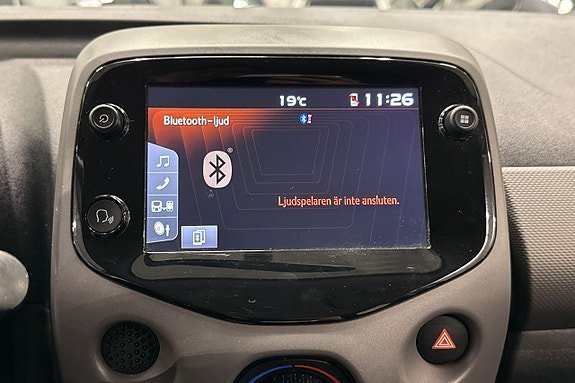 19°C 11:26
Bluetooth-ljud
®
Ljudspelaren är inte ansluten.